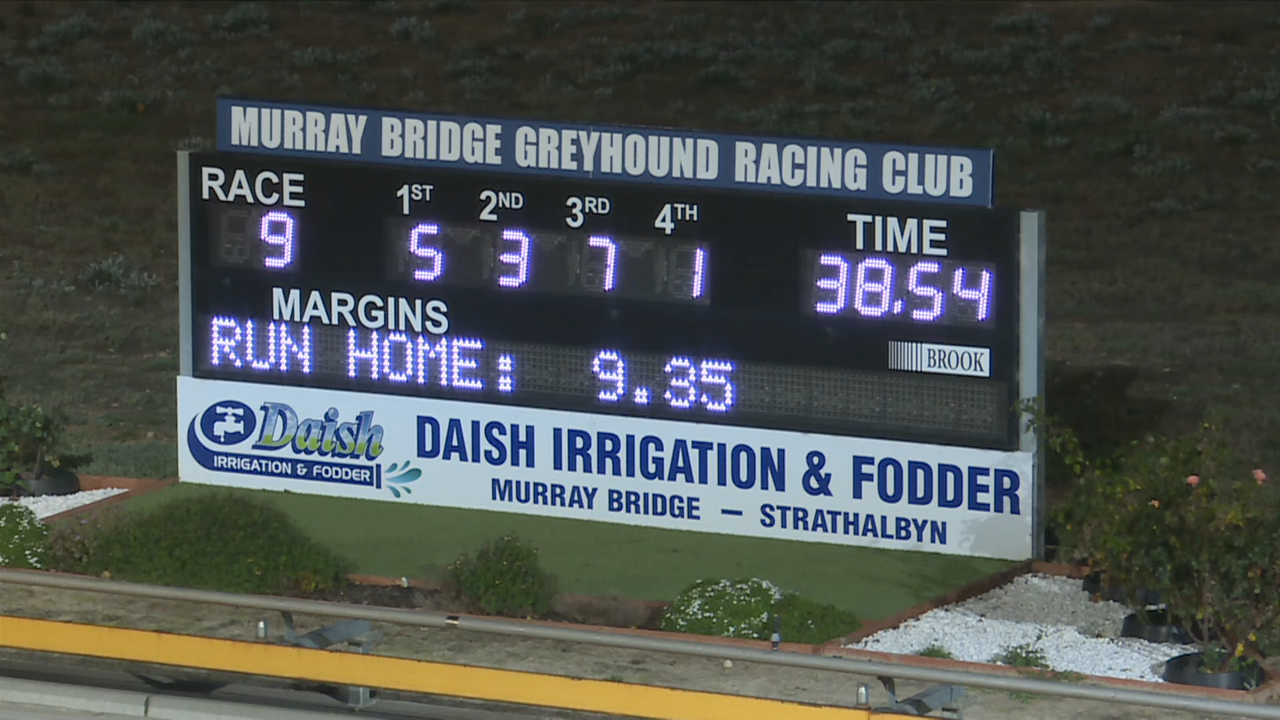 MURRAY BRIDGE GREYHOUND RACING CLUB
RACE 1ST 2ND 3RD 4TH TIME
9 5 3 7 1 38.54
MARGINS
RUN HOME: 9.35
BROOK
Daish
IRRIGATION & FODDER
DAISH IRRIGATION & FODDER
MURRAY BRIDGE – STRATHALBYN